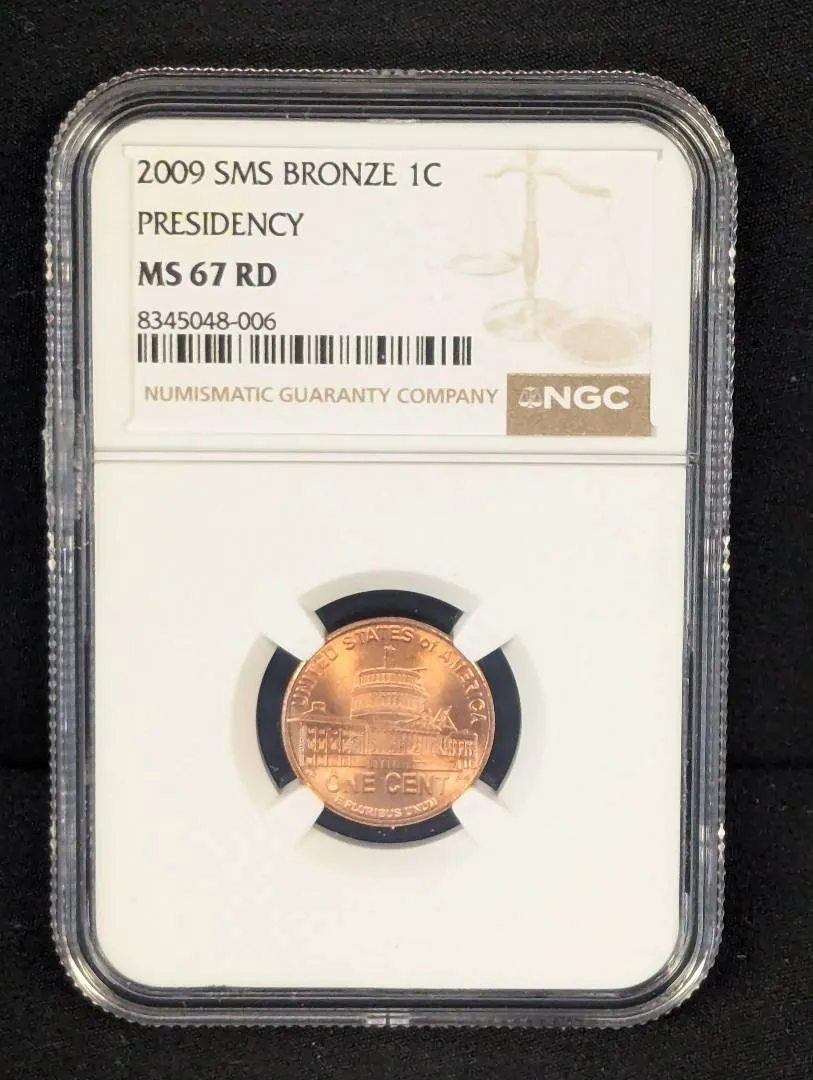 2009 SMS BRONZE 1C
PRESIDENCY
MS 67 RD
8345048-006
NUMISMATIC GUARANTY COMPANY
NGC
UNITED STATES of AMERICA
ONE CENT
E PLURIBUS UNUM